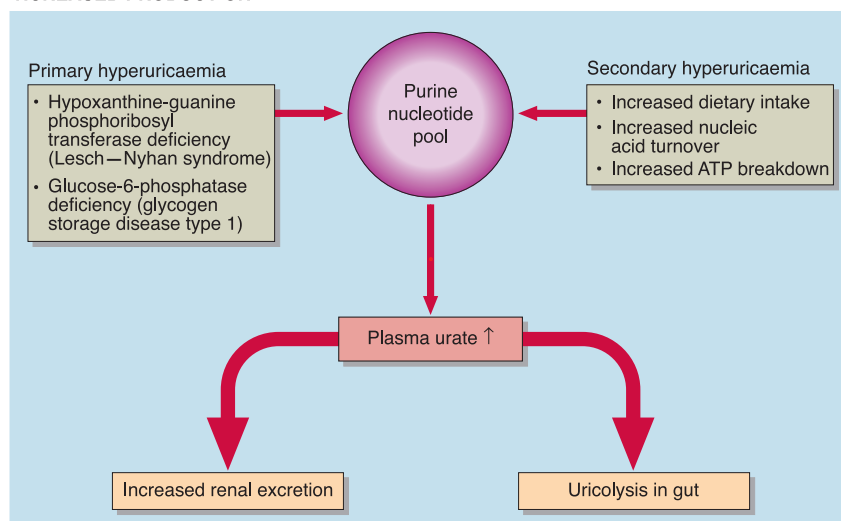 Primary hyperuricaemia
• Hypoxanthine-guanine
phosphoribosyl
transferase deficiency
(Lesch—Nyhan syndrome)
• Glucose-6-phosphatase
deficiency (glycogen
storage disease type 1)
Purine
nucleotide
pool
Secondary hyperuricaemia
• Increased dietary intake
• Increased nucleic
acid turnover
• Increased ATP breakdown
Plasma urate ↑
Increased renal excretion
Uricolysis in gut